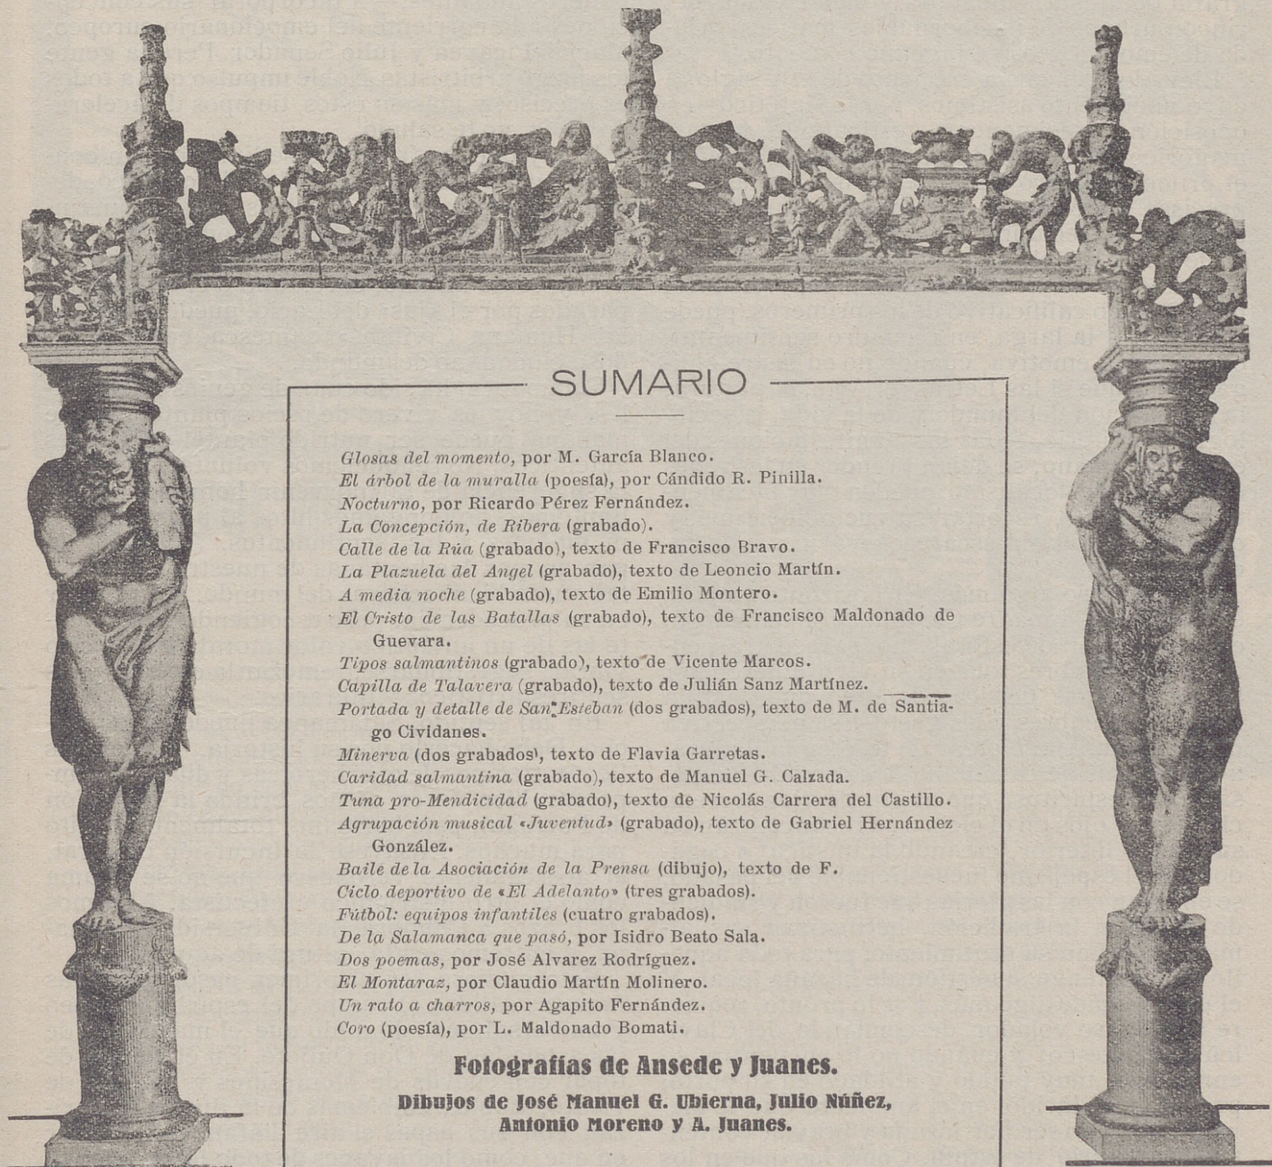 SUMARIO
Glosas del momento, por M. García Blanco.
El árbol de la muralla (poesía), por Cándido R. Pinilla.
Nocturno, por Ricardo Pérez Fernández.
La Concepción, de Ribera (grabado).
Calle de la Rúa (grabado), texto de Francisco Bravo.
La Plazuela del Angel (grabado), texto de Leoncio Martín.
A media noche (grabado), texto de Emilio Montero.
El Cristo de las Batallas (grabado), texto de Francisco Maldonado de
Guevara.
Tipos salmantinos (grabado), texto de Vicente Marcos.
Capilla de Talavera (grabado), texto de Julián Sanz Martínez.
Portada y detalle de San Esteban (dos grabados), texto de M. de Santia-
go Cividanes.
Minerva (dos grabados), texto de Flavia Garretas.
Caridad salmantina (grabado), texto de Manuel G. Calzada.
Tuna pro-Mendicidad (grabado), texto de Nicolás Carrera del Castillo.
Agrupación musical «Juventud» (grabado), texto de Gabriel Hernández
González.
Baile de la Asociación de la Prensa (dibujo), texto de F.
Ciclo deportivo de «El Adelanto» (tres grabados).
Fútbol: equipos infantiles (cuatro grabados).
De la Salamanca que pasó, por Isidro Beato Sala.
Dos poemas, por José Alvarez Rodríguez.
El Montaraz, por Claudio Martín Molinero.
Un rato a charros, por Agapito Fernández.
Coro (poesía), por L. Maldonado Bomati.
Fotografías de Ansede y Juanes.
Dibujos de José Manuel G. Ubierna, Julio Núñez,
Antonio Moreno y A. Juanes.